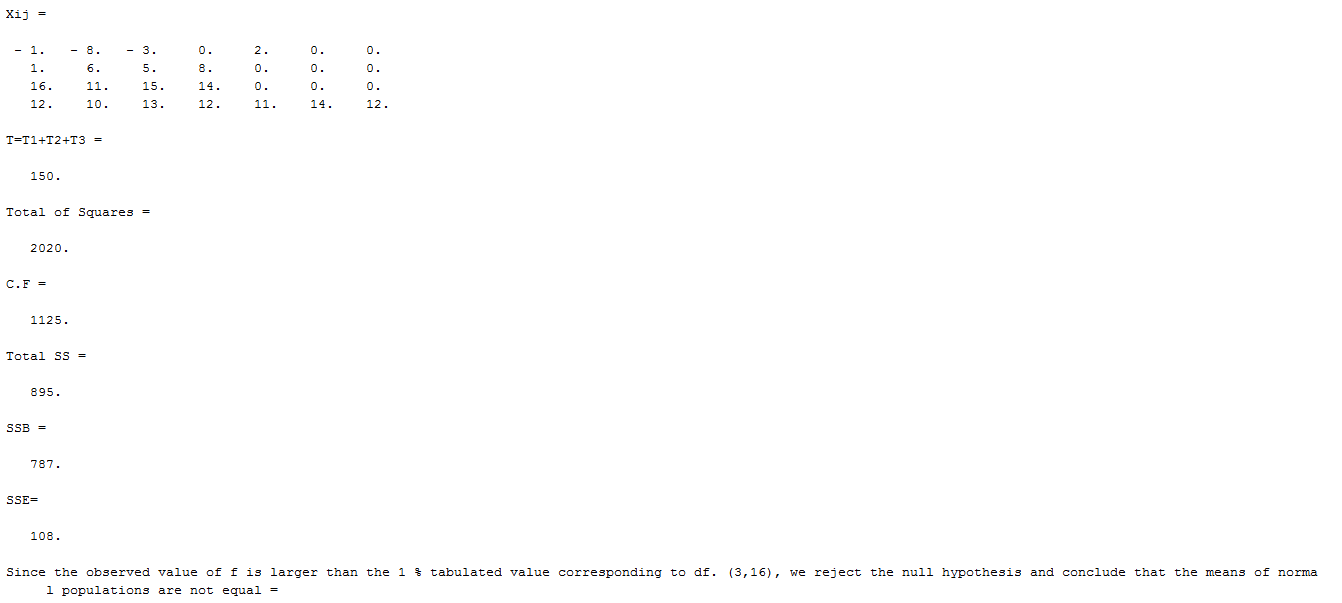 Xij =
- 1. - 8. - 3. 0. 2. 0. 0.
1. 6. 5. 8. 0. 0. 0.
16. 11. 15. 14. 0. 0. 0.
12. 10. 13. 12. 11. 14. 12.
T=T1+T2+T3 =
150.
Total of Squares =
2020.
C.F =
1125.
Total SS =
895.
SSB =
787.
SSE=
108.
Since the observed value of f is larger than the 1 % tabulated value corresponding to df. (3,16), we reject the null hypothesis and conclude that the means of norma
l populations are not equal =